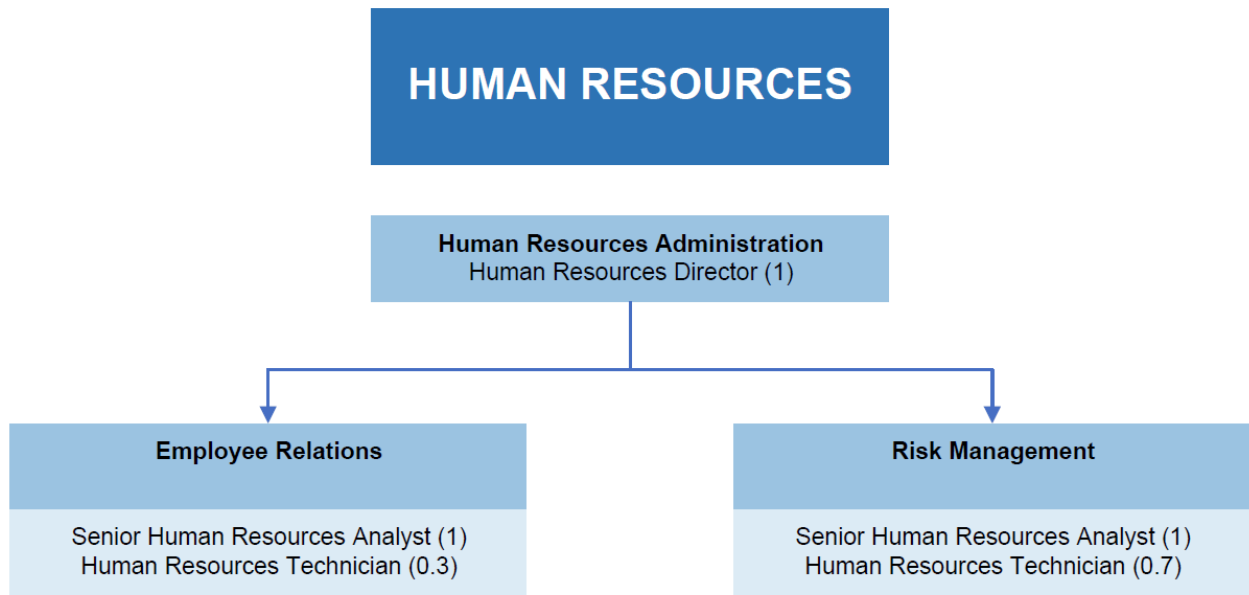 HUMAN RESOURCES
Human Resources Administration
Human Resources Director (1)
Employee Relations
Senior Human Resources Analyst (1)
Human Resources Technician (0.3)
Risk Management
Senior Human Resources Analyst (1)
Human Resources Technician (0.7)